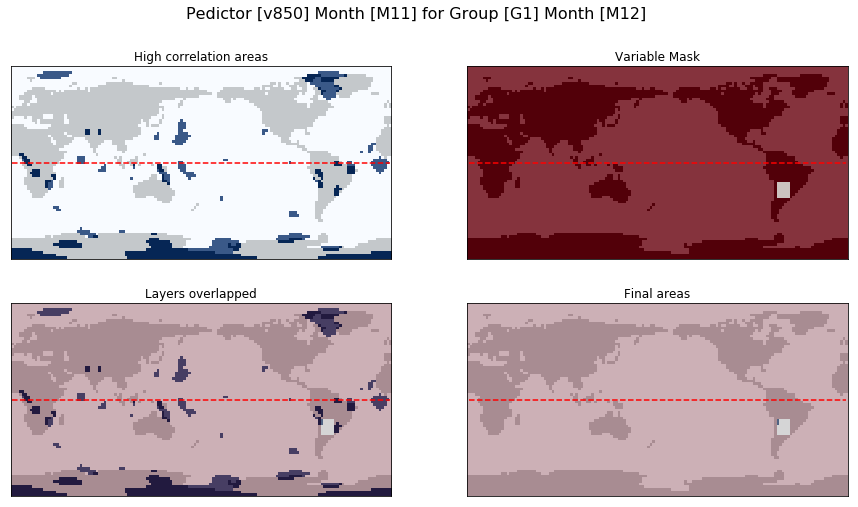 Pedictor [v850] Month [M11] for Group [G1] Month [M12]
High correlation areas
Variable Mask
Layers overlapped
Final areas